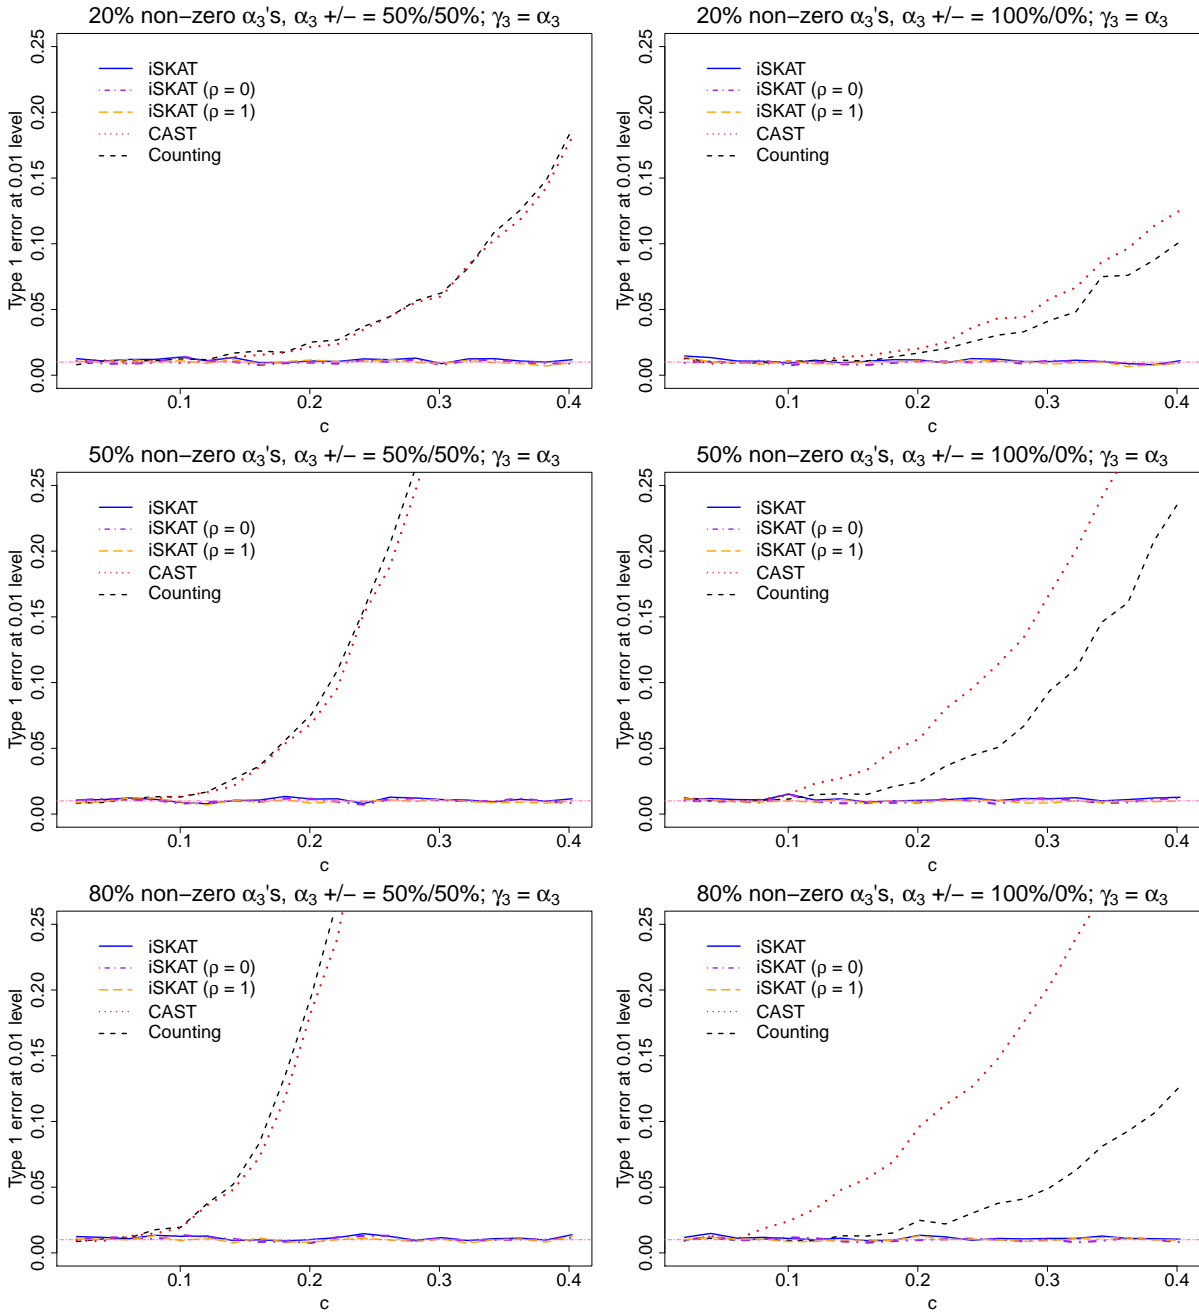 20% non−zero α₃'s, α₃ +/− = 50%/50%; γ₃ = α₃
Type 1 error at 0.01 level
0.25
0.20
0.15
0.10
0.05
0.00
iSKAT
iSKAT (ρ = 0)
iSKAT (ρ = 1)
CAST
Counting
0.1 0.2 0.3 0.4
c
20% non−zero α₃'s, α₃ +/− = 100%/0%; γ₃ = α₃
Type 1 error at 0.01 level
0.25
0.20
0.15
0.10
0.05
0.00
iSKAT
iSKAT (ρ = 0)
iSKAT (ρ = 1)
CAST
Counting
0.1 0.2 0.3 0.4
c
50% non−zero α₃'s, α₃ +/− = 50%/50%; γ₃ = α₃
Type 1 error at 0.01 level
0.25
0.20
0.15
0.10
0.05
0.00
iSKAT
iSKAT (ρ = 0)
iSKAT (ρ = 1)
CAST
Counting
0.1 0.2 0.3 0.4
c
50% non−zero α₃'s, α₃ +/− = 100%/0%; γ₃ = α₃
Type 1 error at 0.01 level
0.25
0.20
0.15
0.10
0.05
0.00
iSKAT
iSKAT (ρ = 0)
iSKAT (ρ = 1)
CAST
Counting
0.1 0.2 0.3 0.4
c
80% non−zero α₃'s, α₃ +/− = 50%/50%; γ₃ = α₃
Type 1 error at 0.01 level
0.25
0.20
0.15
0.10
0.05
0.00
iSKAT
iSKAT (ρ = 0)
iSKAT (ρ = 1)
CAST
Counting
0.1 0.2 0.3 0.4
c
80% non−zero α₃'s, α₃ +/− = 100%/0%; γ₃ = α₃
Type 1 error at 0.01 level
0.25
0.20
0.15
0.10
0.05
0.00
iSKAT
iSKAT (ρ = 0)
iSKAT (ρ = 1)
CAST
Counting
0.1 0.2 0.3 0.4
c